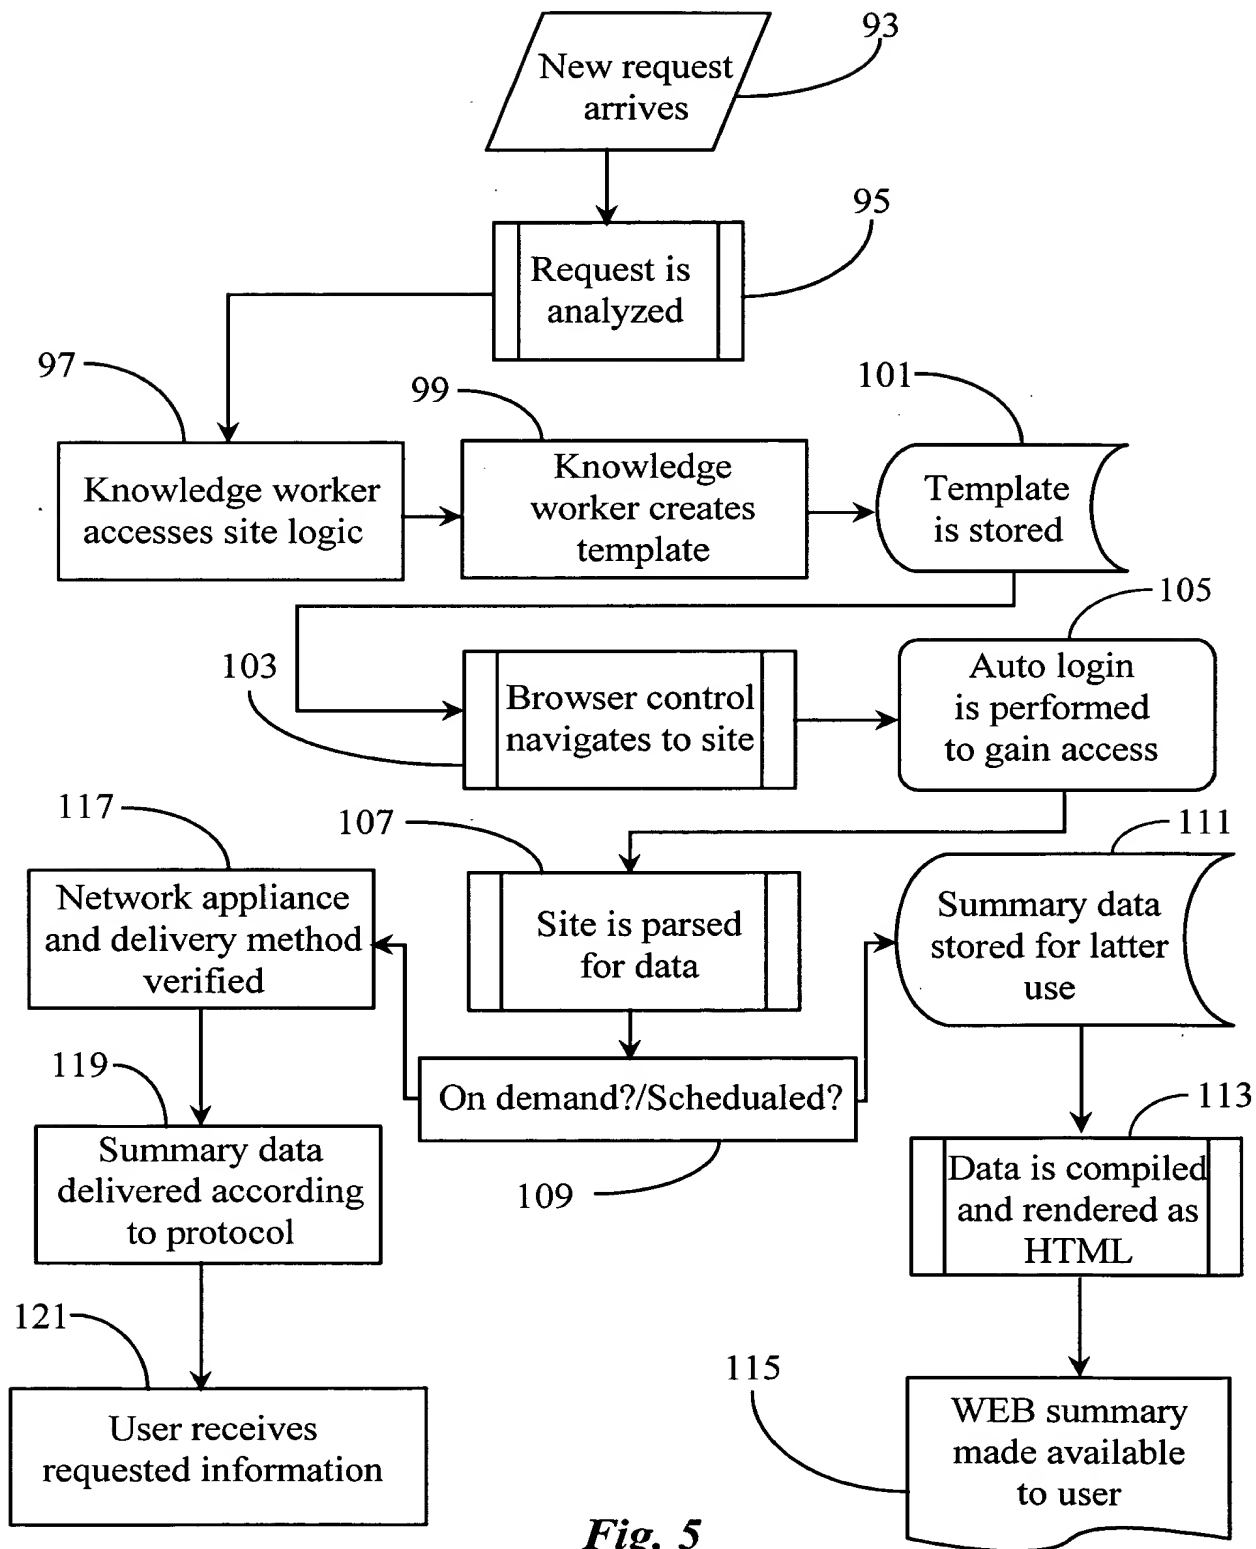 93
New request
arrives
95
Request is
analyzed
97
99
101
Knowledge worker
accesses site logic
Knowledge
worker creates
template
Template
is stored
105
103
Browser control
navigates to site
Auto login
is performed
to gain access
117
107
111
Network appliance
and delivery method
verified
Site is parsed
for data
Summary data
stored for latter
use
119
On demand?/Schedualed?
113
109
Summary data
delivered according
to protocol
Data is compiled
and rendered as
HTML
121
115
User receives
requested information
WEB summary
made available
to user
Fig. 5